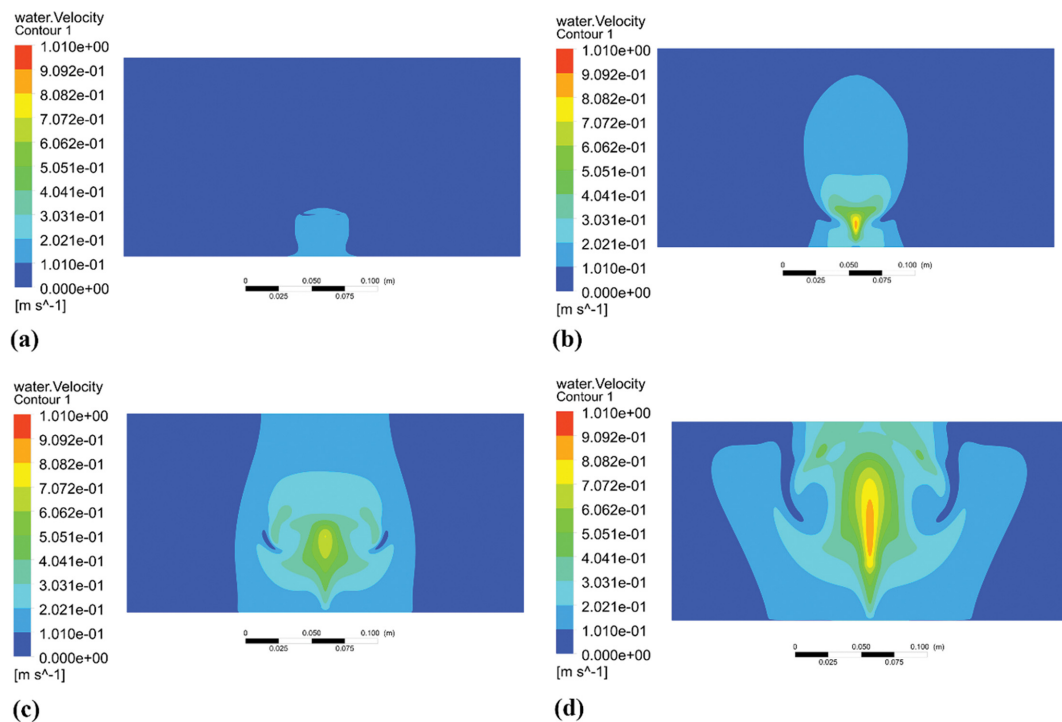 water.Velocity
Contour 1
1.010e+00
9.092e-01
8.082e-01
7.072e-01
6.062e-01
5.051e-01
4.041e-01
3.031e-01
2.021e-01
1.010e-01
0.000e+00
[m s^-1]
0 0.050 0.100 (m)
0.025 0.075
(a)
water.Velocity
Contour 1
1.010e+00
9.092e-01
8.082e-01
7.072e-01
6.062e-01
5.051e-01
4.041e-01
3.031e-01
2.021e-01
1.010e-01
0.000e+00
[m s^-1]
0 0.050 0.100 (m)
0.025 0.075
(b)
water.Velocity
Contour 1
1.010e+00
9.092e-01
8.082e-01
7.072e-01
6.062e-01
5.051e-01
4.041e-01
3.031e-01
2.021e-01
1.010e-01
0.000e+00
[m s^-1]
0 0.050 0.100 (m)
0.025 0.075
(c)
water.Velocity
Contour 1
1.010e+00
9.092e-01
8.082e-01
7.072e-01
6.062e-01
5.051e-01
4.041e-01
3.031e-01
2.021e-01
1.010e-01
0.000e+00
[m s^-1]
0 0.050 0.100 (m)
0.025 0.075
(d)